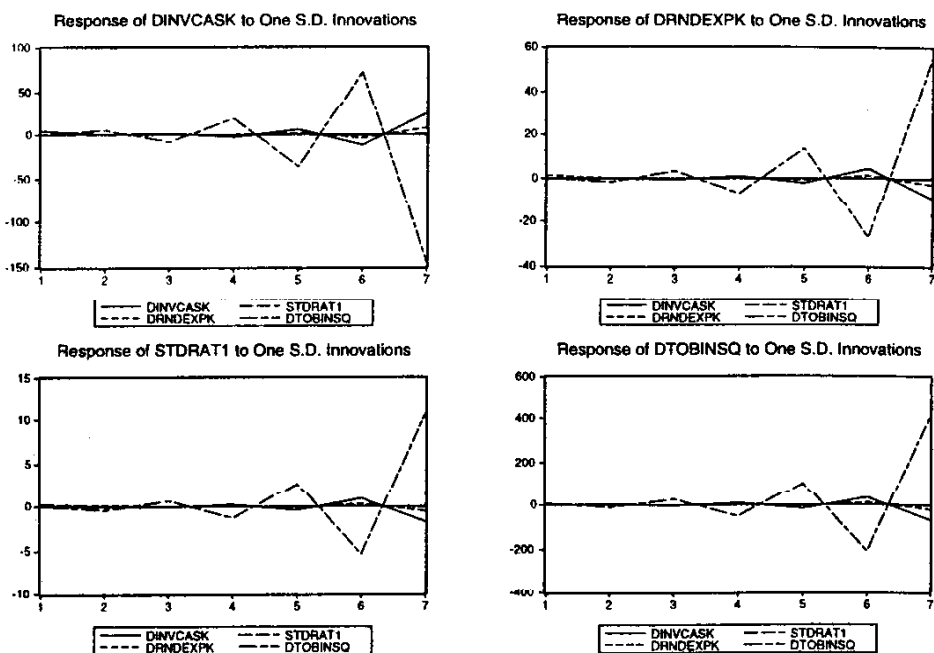 Response of DINVCASK to One S.D. Innovations
100
50
0
-50
-100
-150
1 2 3 4 5 6 7
DINVCASK STDRAT1
DRNDEXPK DTOBINSQ
Response of DRNDEXPK to One S.D. Innovations
60
40
20
0
-20
-40
1 2 3 4 5 6 7
DINVCASK STDRAT1
DRNDEXPK DTOBINSQ
Response of STDRAT1 to One S.D. Innovations
15
10
5
0
-5
-10
1 2 3 4 5 6 7
DINVCASK STDRAT1
DRNDEXPK DTOBINSQ
Response of DTOBINSQ to One S.D. Innovations
600
400
200
0
-200
-400
1 2 3 4 5 6 7
DINVCASK STDRAT1
DRNDEXPK DTOBINSQ